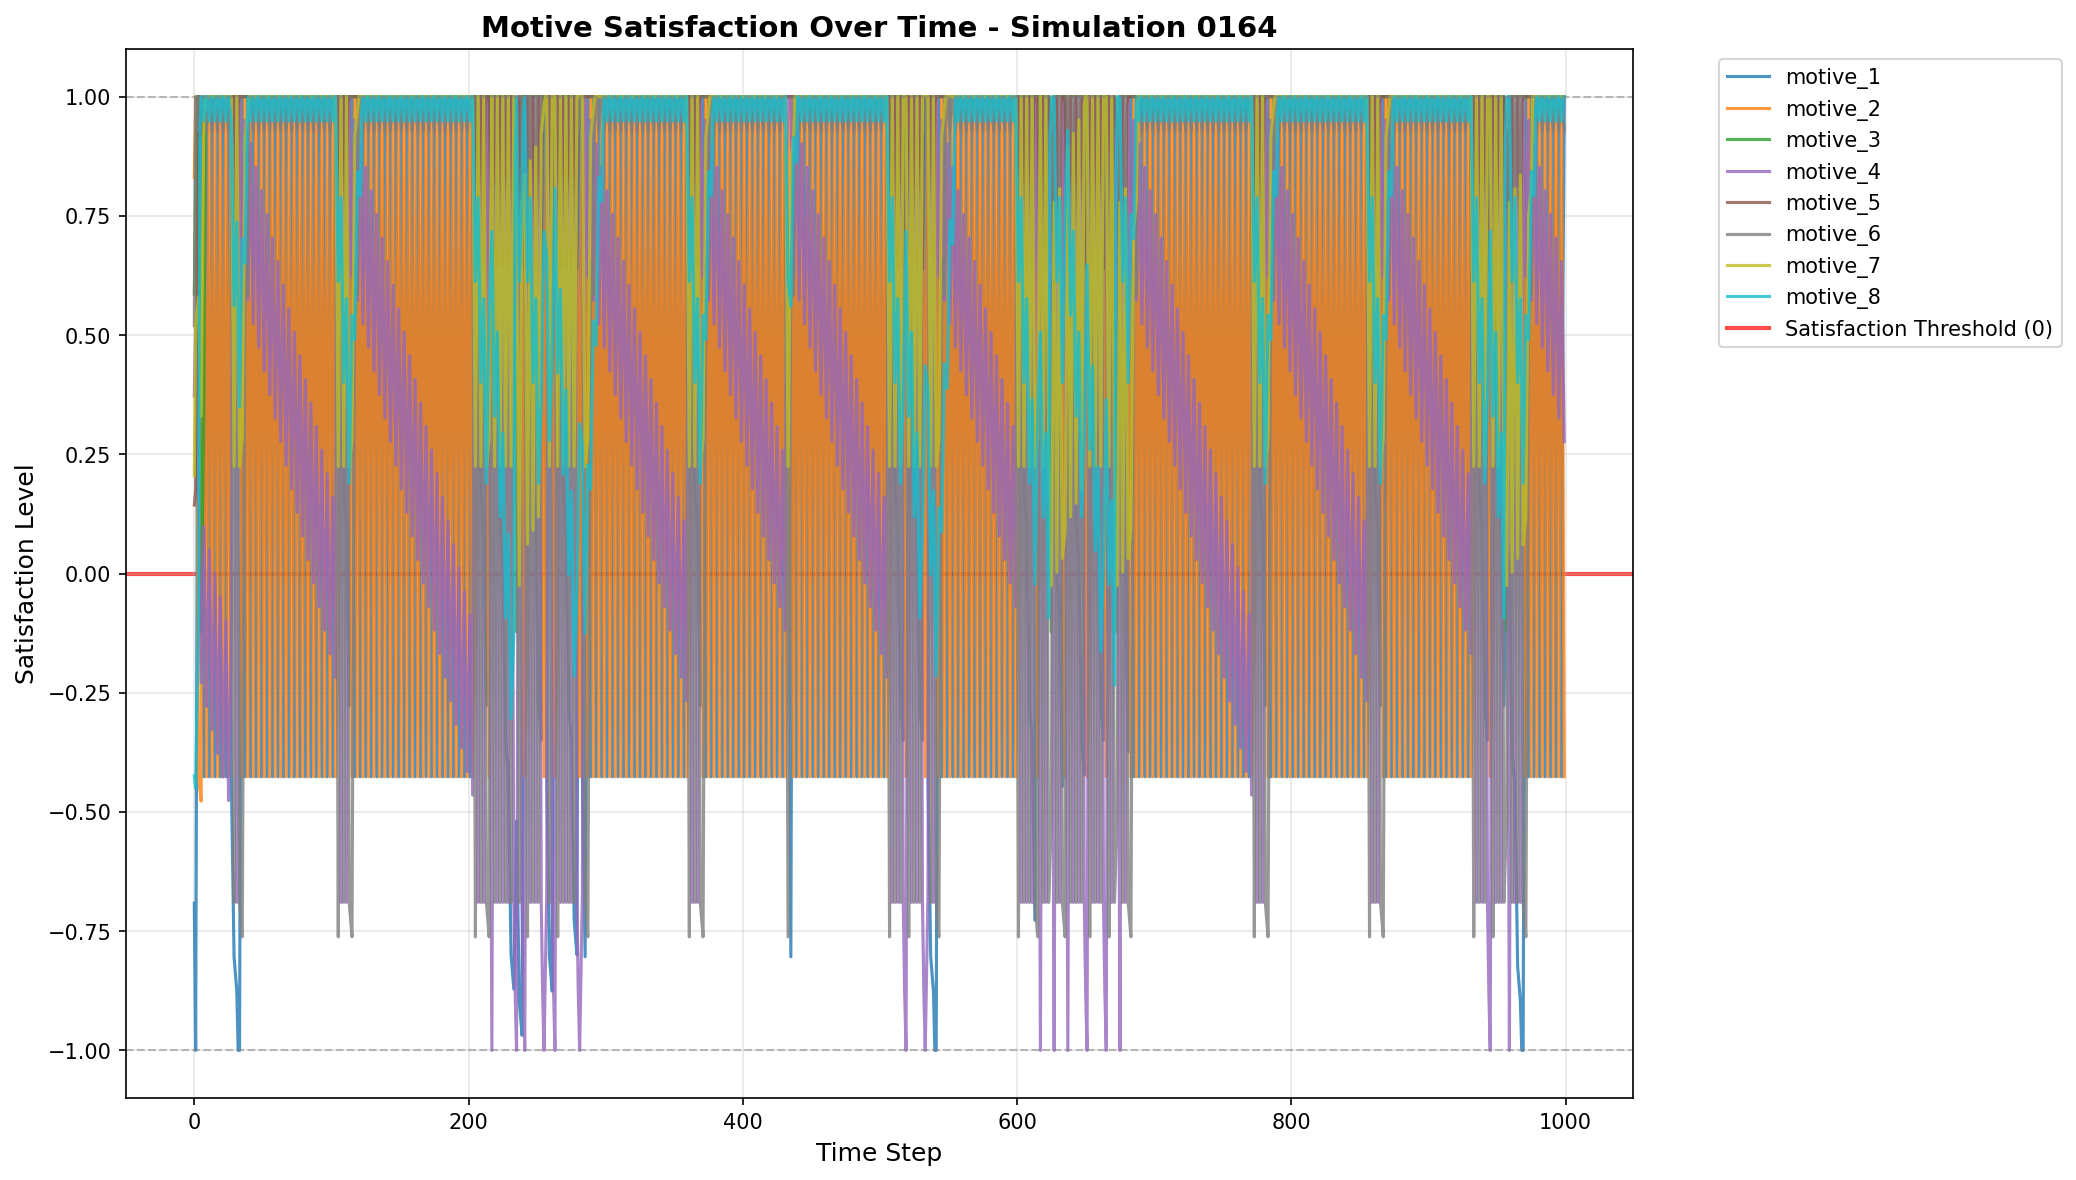 Motive Satisfaction Over Time - Simulation 0164
1.00
0.75
0.50
0.25
0.00
−0.25
−0.50
−0.75
−1.00
Satisfaction Level
0
200
400
600
800
1000
Time Step
motive_1
motive_2
motive_3
motive_4
motive_5
motive_6
motive_7
motive_8
Satisfaction Threshold (0)